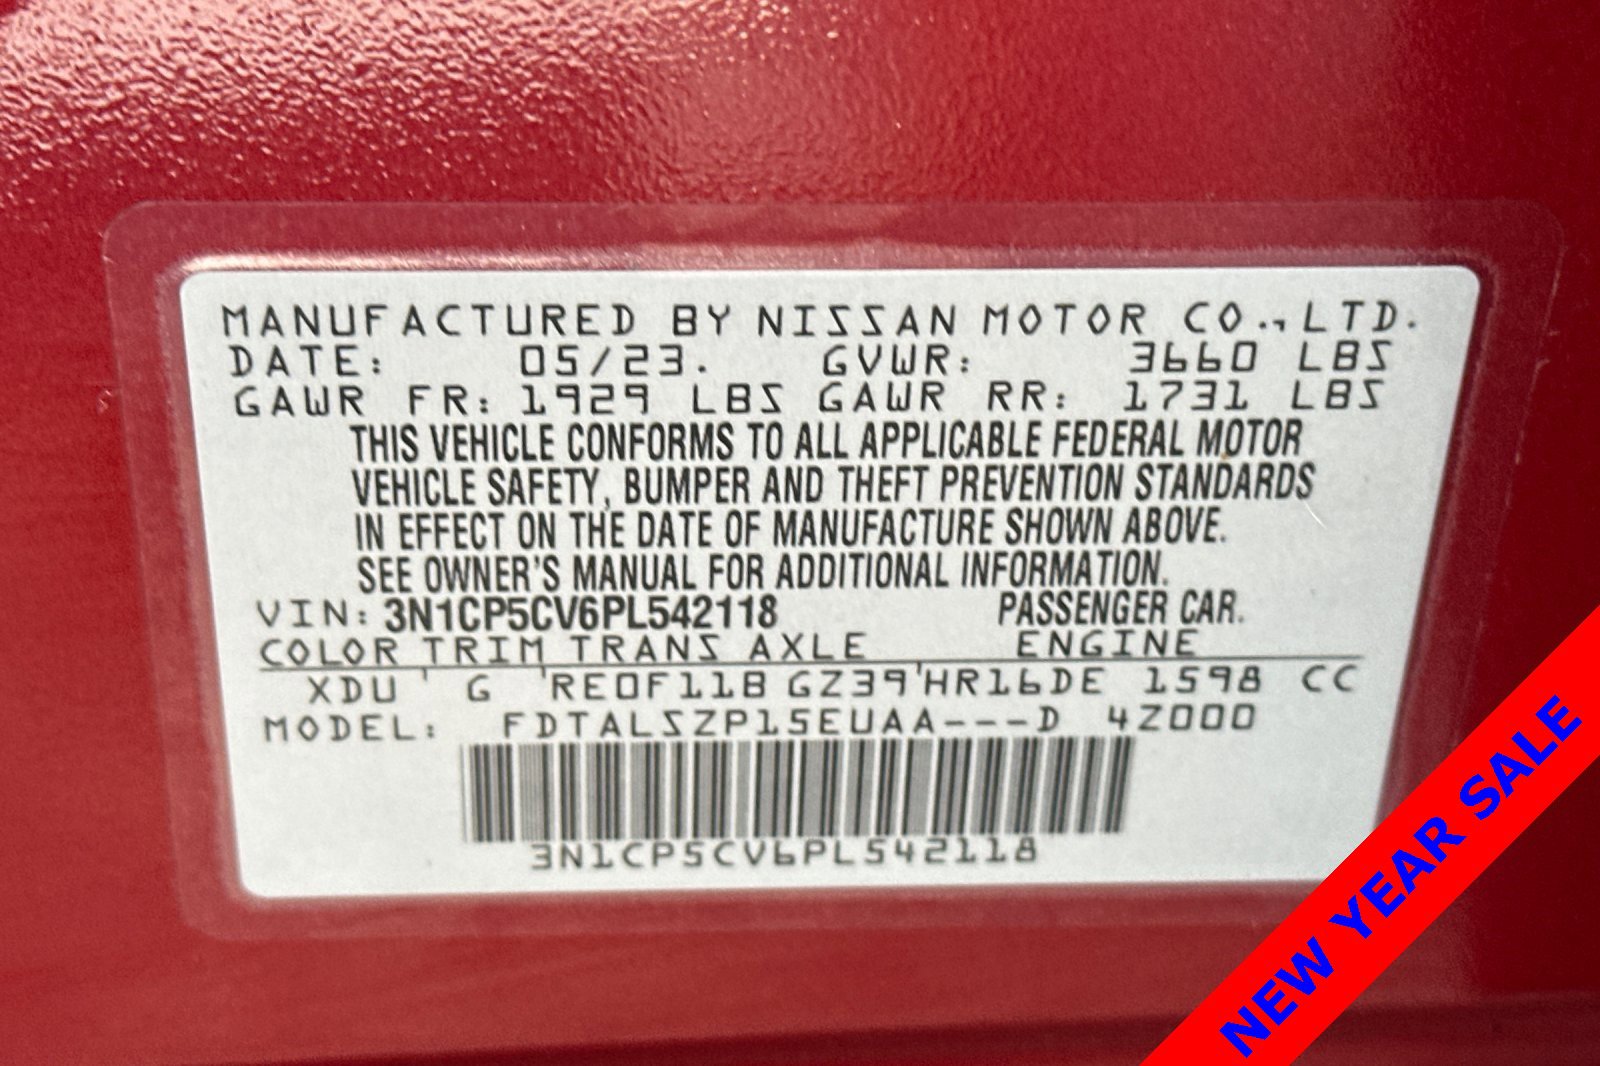 MANUFACTURED BY NISSAN MOTOR CO., LTD.
DATE: 05/23. GVWR: 3660 LBS
GAWR FR: 1929 LBS GAWR RR: 1731 LBS
THIS VEHICLE CONFORMS TO ALL APPLICABLE FEDERAL MOTOR
VEHICLE SAFETY, BUMPER AND THEFT PREVENTION STANDARDS
IN EFFECT ON THE DATE OF MANUFACTURE SHOWN ABOVE.
SEE OWNER'S MANUAL FOR ADDITIONAL INFORMATION.
VIN: 3N1CP5CV6PL542118 PASSENGER CAR.
COLOR TRIM TRANS AXLE ENGINE
XDU G RE0F11B GZ39 HR16DE 1598 CC
MODEL: FDTALSZP15EUAA---D 4Z000
3N1CP5CV6PL542118
NEW YEAR SALE